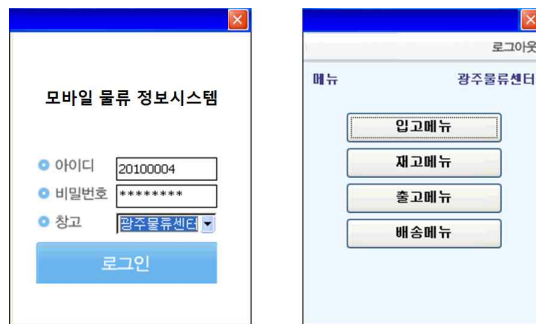 모바일 물류 정보시스템
아이디 20100004
비밀번호 ********
창고 광주물류센터
로그인
로그아웃
메뉴 광주물류센터
입고메뉴
재고메뉴
출고메뉴
배송메뉴